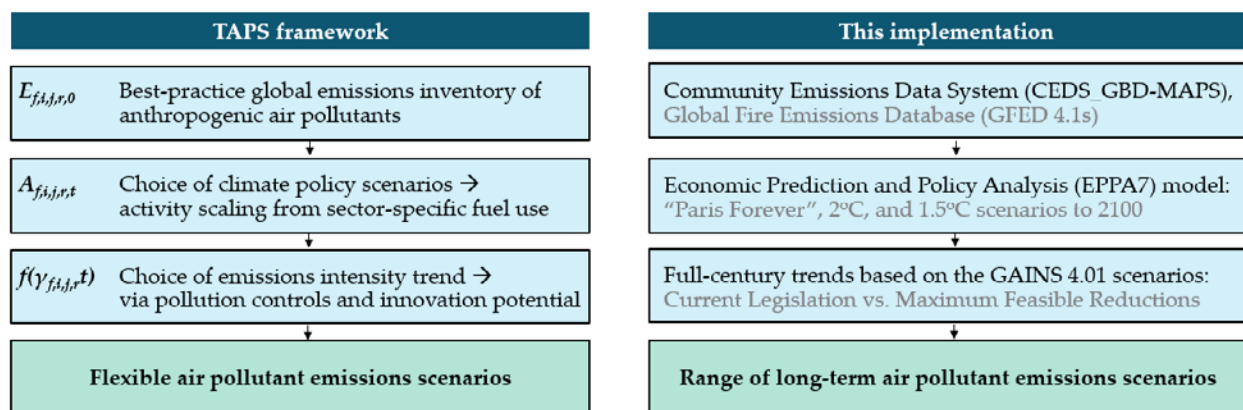 TAPS framework
E_{f,i,j,r,0} Best-practice global emissions inventory of
anthropogenic air pollutants
A_{f,i,j,r,t} Choice of climate policy scenarios →
activity scaling from sector-specific fuel use
f(γ_{f,i,j,r}t) Choice of emissions intensity trend →
via pollution controls and innovation potential
Flexible air pollutant emissions scenarios
This implementation
Community Emissions Data System (CEDS_GBD-MAPS),
Global Fire Emissions Database (GFED 4.1s)
Economic Prediction and Policy Analysis (EPPA7) model:
“Paris Forever”, 2ºC, and 1.5ºC scenarios to 2100
Full-century trends based on the GAINS 4.01 scenarios:
Current Legislation vs. Maximum Feasible Reductions
Range of long-term air pollutant emissions scenarios